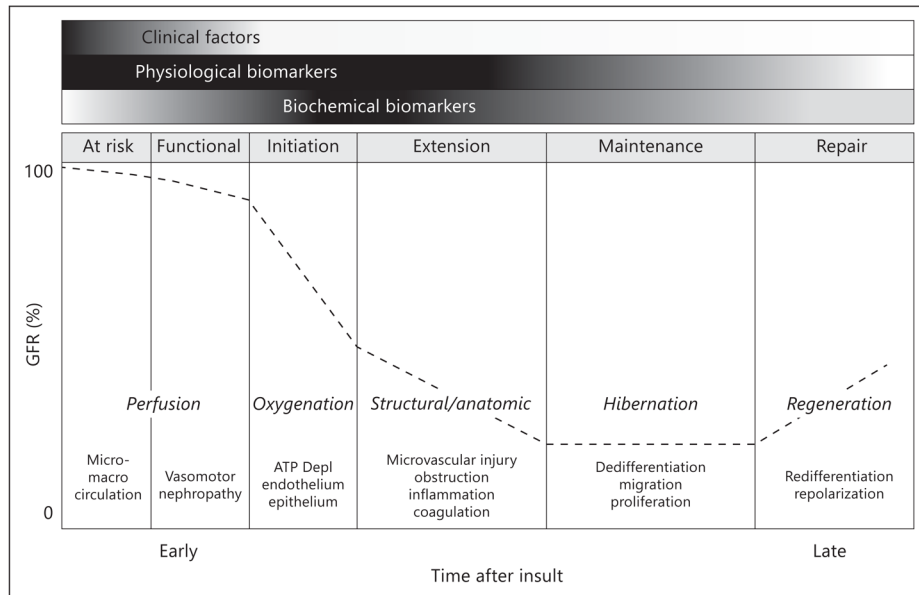 Clinical factors
Physiological biomarkers
Biochemical biomarkers
At risk Functional Initiation Extension Maintenance Repair
100
GFR (%)
Perfusion Oxygenation Structural/anatomic Hibernation Regeneration
Micro-
macro
circulation
Vasomotor
nephropathy
ATP Depl
endothelium
epithelium
Microvascular injury
obstruction
inflammation
coagulation
Dedifferentiation
migration
proliferation
Redifferentiation
repolarization
0
Early Late
Time after insult